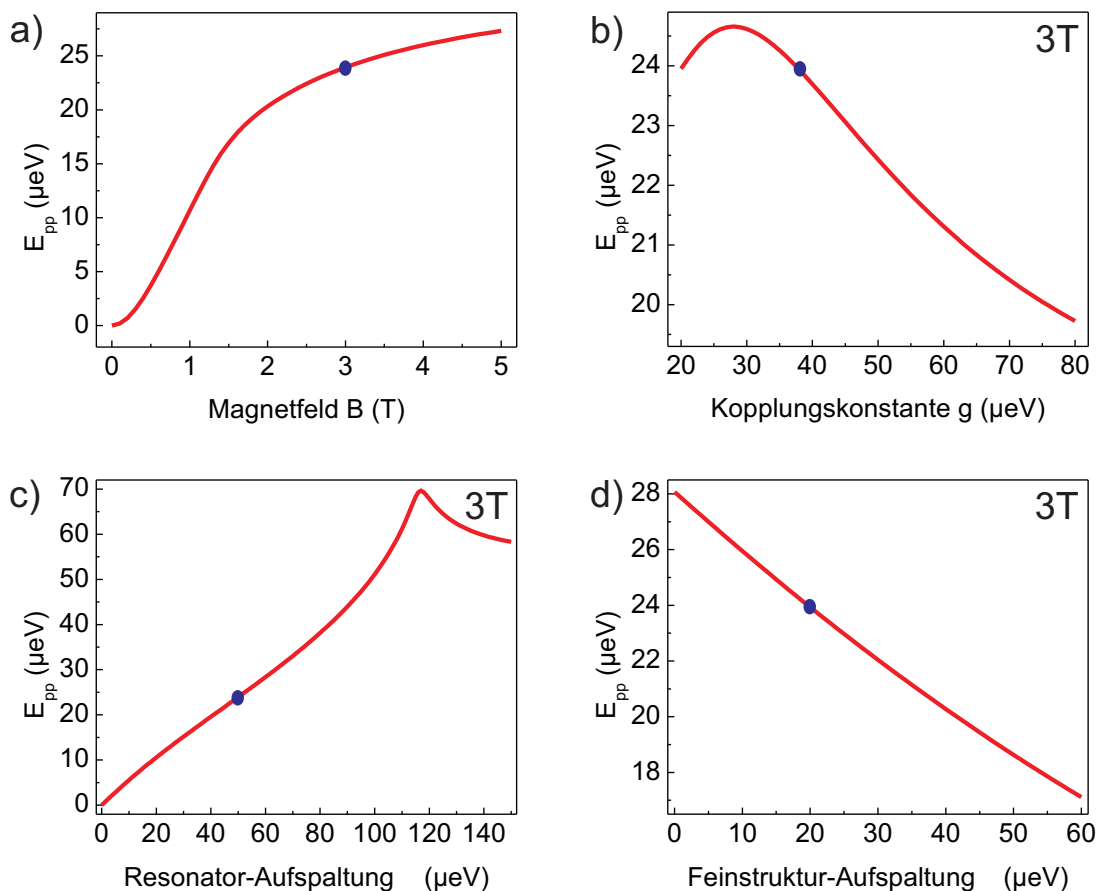 a)
E_pp (µeV)
25
20
15
10
5
0
0 1 2 3 4 5
Magnetfeld B (T)
b)
3T
E_pp (µeV)
24
23
22
21
20
20 30 40 50 60 70 80
Kopplungskonstante g (µeV)
c)
3T
E_pp (µeV)
70
60
50
40
30
20
10
0
0 20 40 60 80 100 120 140
Resonator-Aufspaltung (µeV)
d)
3T
E_pp (µeV)
28
26
24
22
20
18
0 10 20 30 40 50 60
Feinstruktur-Aufspaltung (µeV)